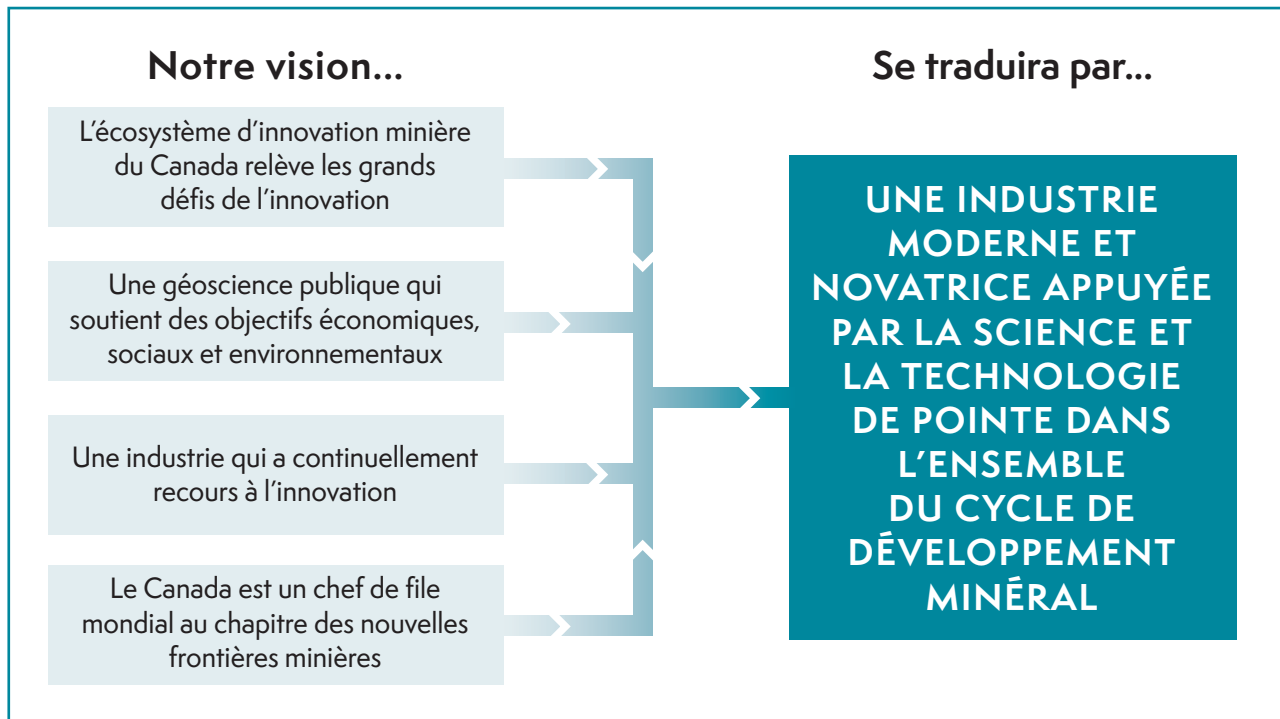 Notre vision...
L'écosystème d'innovation minière
du Canada relève les grands
défis de l'innovation
Une géoscience publique qui
soutient des objectifs économiques,
sociaux et environnementaux
Une industrie qui a continuellement
recours à l'innovation
Le Canada est un chef de file
mondial au chapitre des nouvelles
frontières minières
Se traduira par...
UNE INDUSTRIE
MODERNE ET
NOVATRICE APPUYÉE
PAR LA SCIENCE ET
LA TECHNOLOGIE
DE POINTE DANS
L'ENSEMBLE
DU CYCLE DE
DÉVELOPPEMENT
MINÉRAL